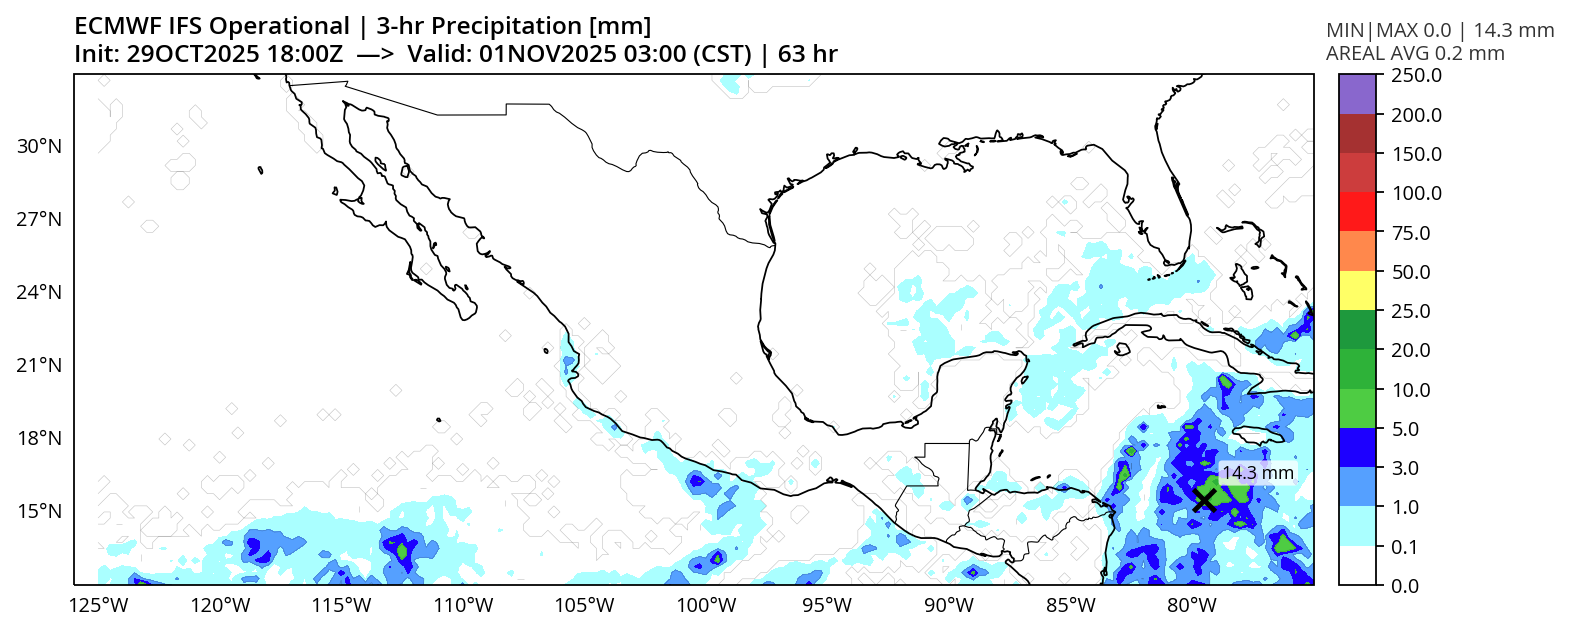 ECMWF IFS Operational | 3-hr Precipitation [mm]
Init: 29OCT2025 18:00Z —> Valid: 01NOV2025 03:00 (CST) | 63 hr
MIN|MAX 0.0 | 14.3 mm
AREAL AVG 0.2 mm
250.0
200.0
150.0
100.0
75.0
50.0
25.0
20.0
10.0
5.0
3.0
1.0
0.1
0.0
30°N
27°N
24°N
21°N
18°N
15°N
14.3 mm
125°W 120°W 115°W 110°W 105°W 100°W 95°W 90°W 85°W 80°W